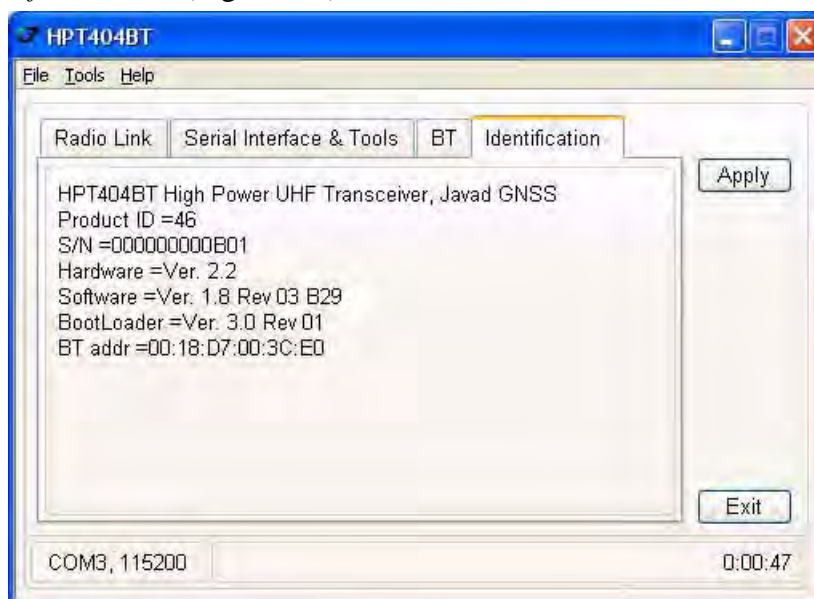 HPT404BT
File Tools Help
Radio Link Serial Interface & Tools BT Identification
Apply
HPT404BT High Power UHF Transceiver, Javad GNSS
Product ID =46
S/N =000000000B01
Hardware =Ver. 2.2
Software =Ver. 1.8 Rev 03 B29
BootLoader =Ver. 3.0 Rev 01
BT addr =00:18:D7:00:3C:E0
Exit
COM3, 115200 0:00:47